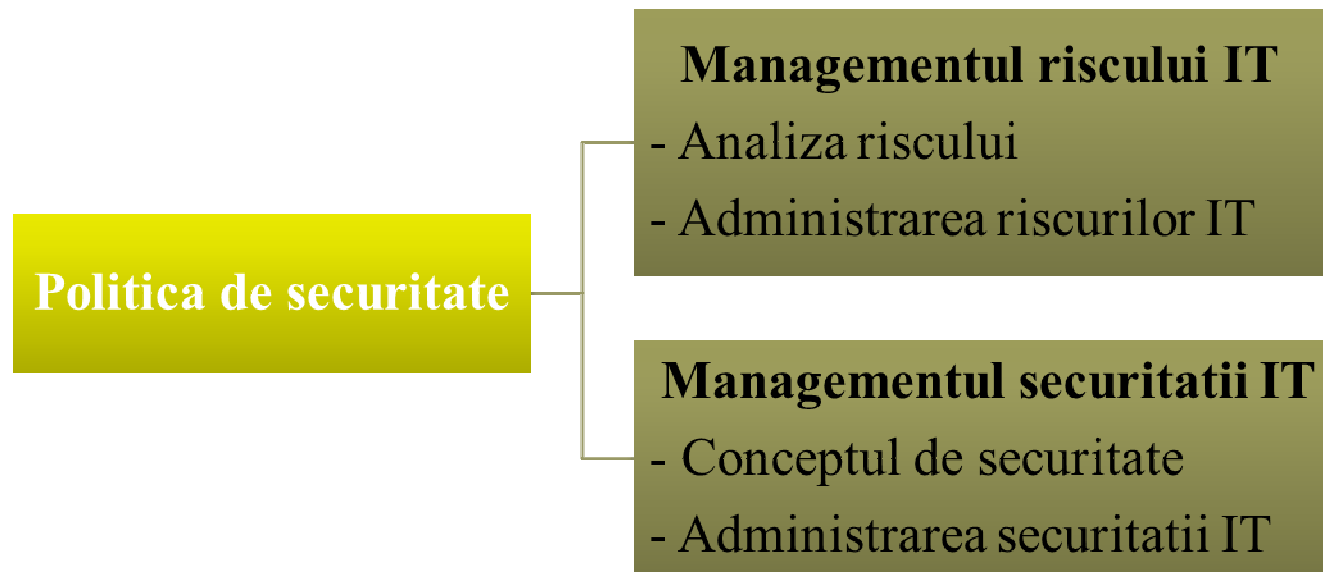 Politica de securitate
Managementul riscului IT
- Analiza riscului
- Administrarea riscurilor IT
Managementul securitatii IT
- Conceptul de securitate
- Administrarea securitatii IT